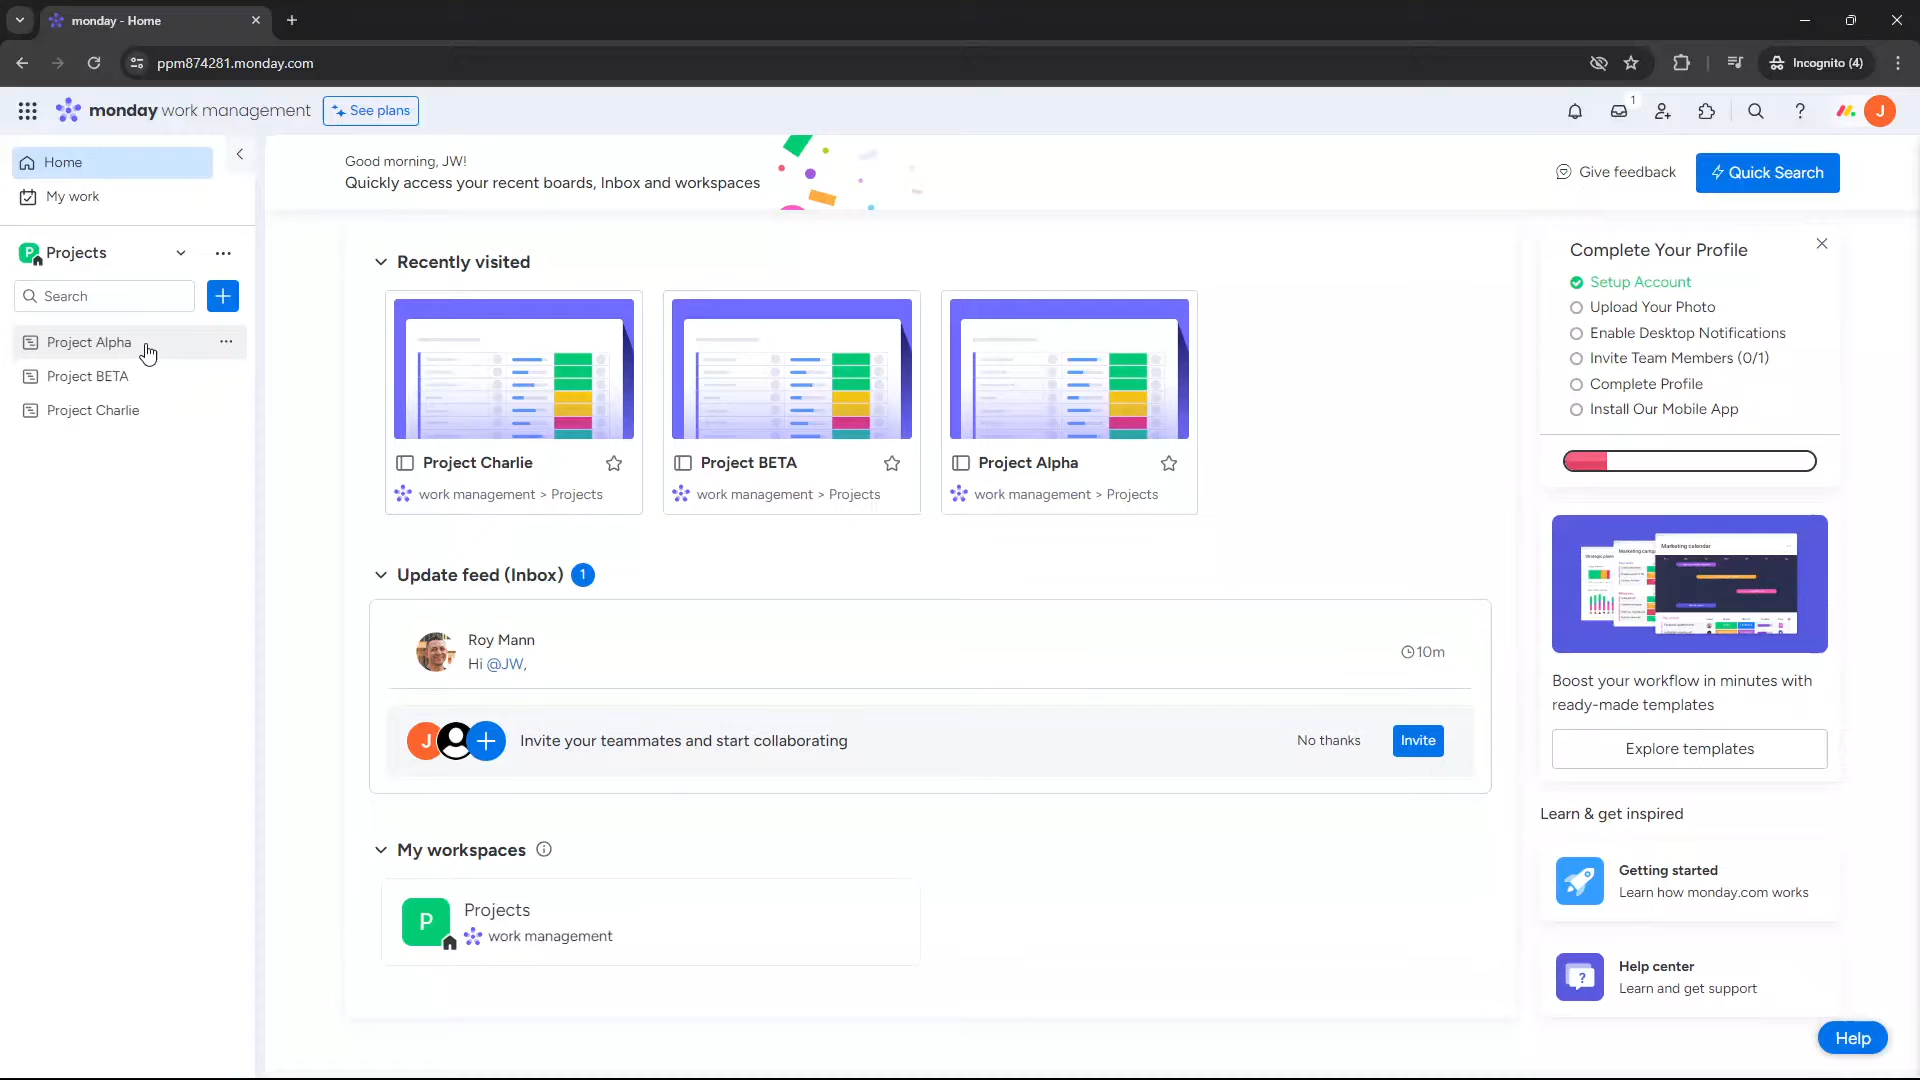 monday - Home
ppm874281.monday.com
Incognito (4)
monday work management
See plans
1
J
Home
My work
Projects
Search
Project Alpha
Project BETA
Project Charlie
Good morning, JW!
Quickly access your recent boards, Inbox and workspaces
Give feedback
Quick Search
Recently visited
Project Charlie
work management > Projects
Project BETA
work management > Projects
Project Alpha
work management > Projects
Update feed (Inbox) 1
Roy Mann
Hi @JW,
10m
J
Invite your teammates and start collaborating
No thanks
Invite
My workspaces
P
Projects
work management
Complete Your Profile
Setup Account
Upload Your Photo
Enable Desktop Notifications
Invite Team Members (0/1)
Complete Profile
Install Our Mobile App
Marketing calendar
Boost your workflow in minutes with
ready-made templates
Explore templates
Learn & get inspired
Getting started
Learn how monday.com works
Help center
Learn and get support
Help